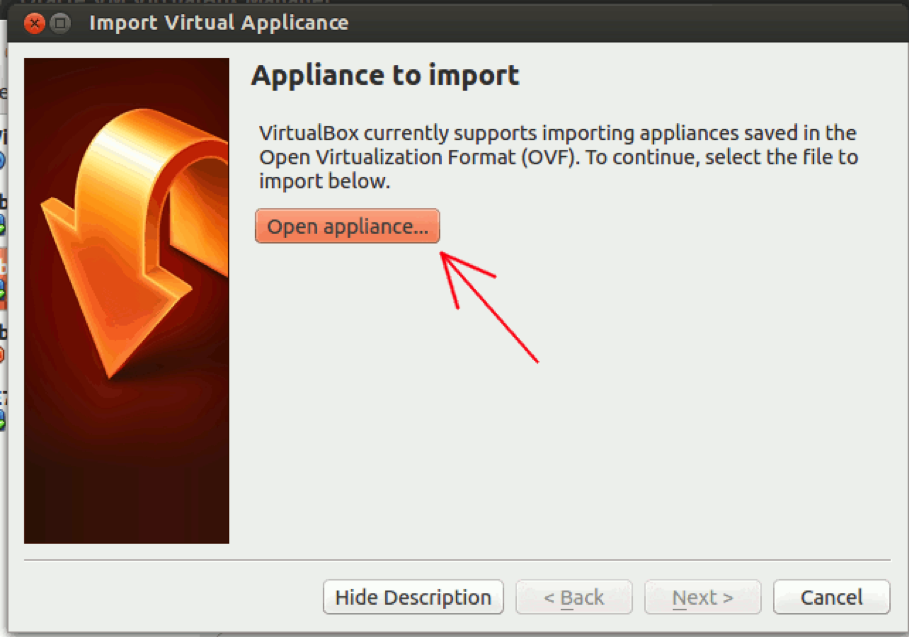 Import Virtual Applicance
Appliance to import
VirtualBox currently supports importing appliances saved in the
Open Virtualization Format (OVF). To continue, select the file to
import below.
Open appliance...
Hide Description
< Back
Next >
Cancel